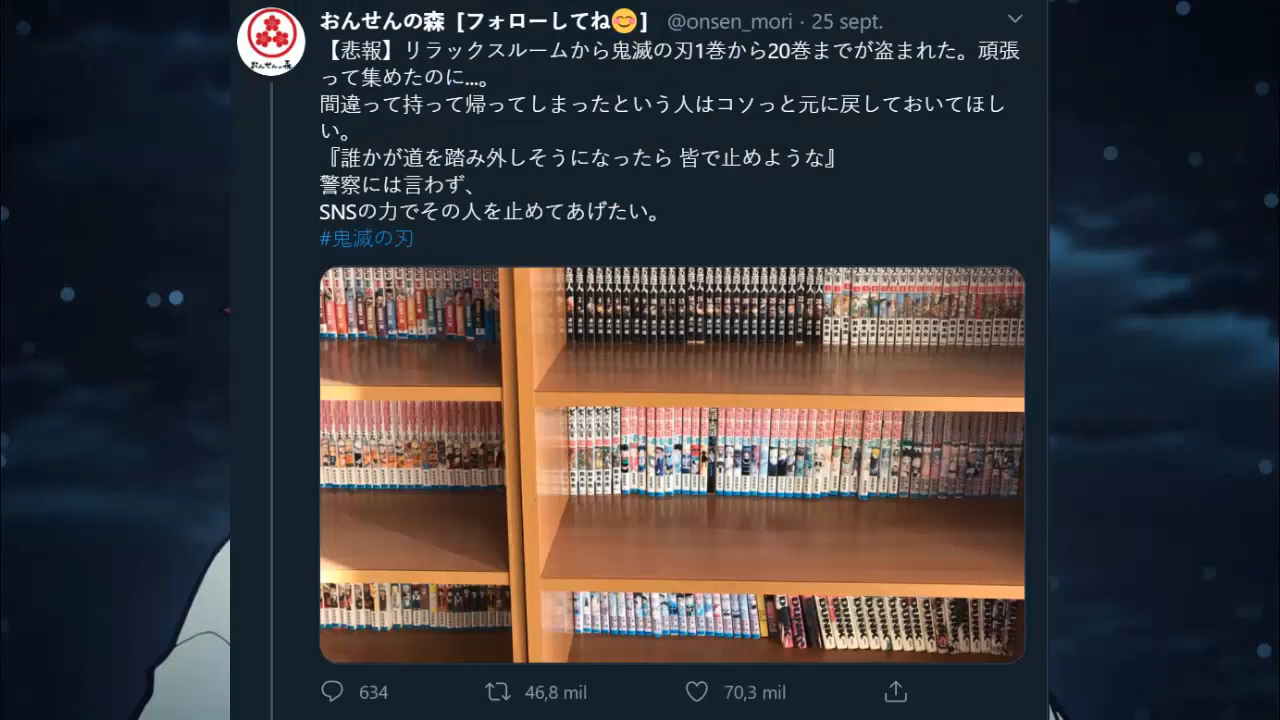 おんせんの森 [フォローしてね😊] @onsen_mori · 25 sept.
【悲報】リラックスルームから鬼滅の刃1巻から20巻までが盗まれた。頑張
って集めたのに...。
間違って持って帰ってしまったという人はコソっと元に戻しておいてほし
い。
『誰かが道を踏み外しそうになったら 皆で止めような』
警察には言わず、
SNSの力でその人を止めてあげたい。
#鬼滅の刃
634 46,8 mil 70,3 mil